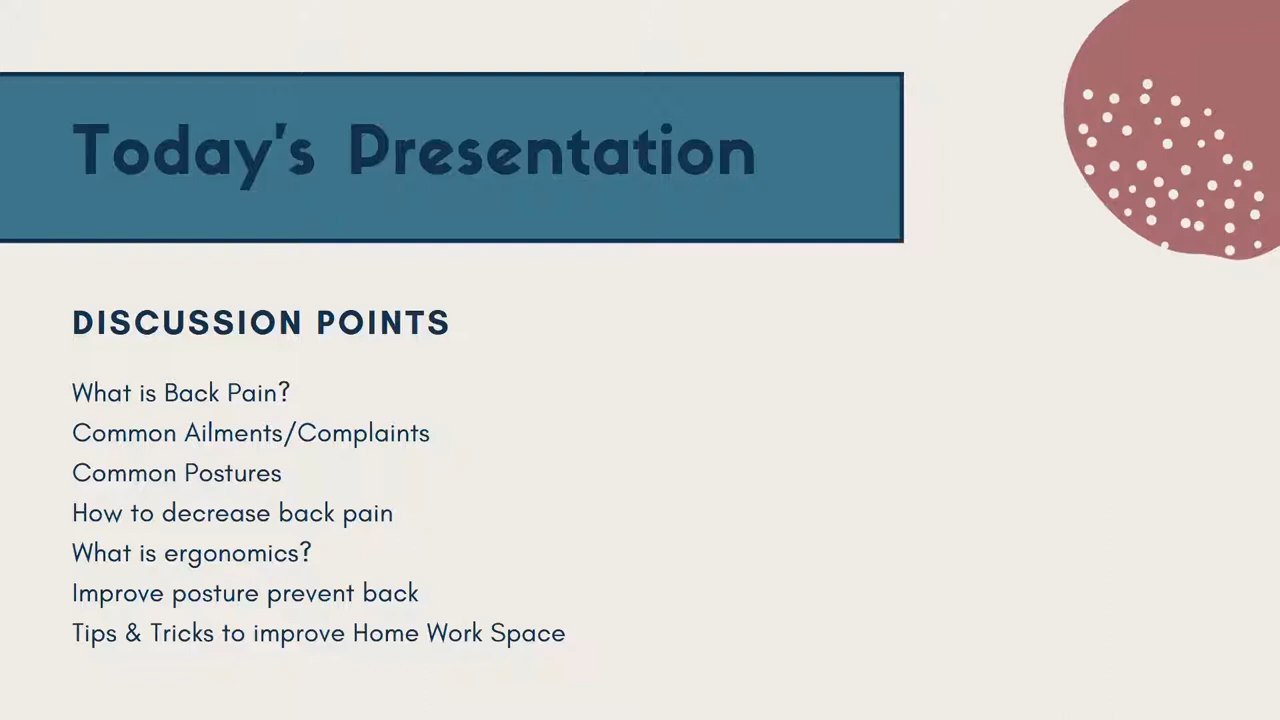 Today's Presentation
DISCUSSION POINTS
What is Back Pain?
Common Ailments/Complaints
Common Postures
How to decrease back pain
What is ergonomics?
Improve posture prevent back
Tips & Tricks to improve Home Work Space